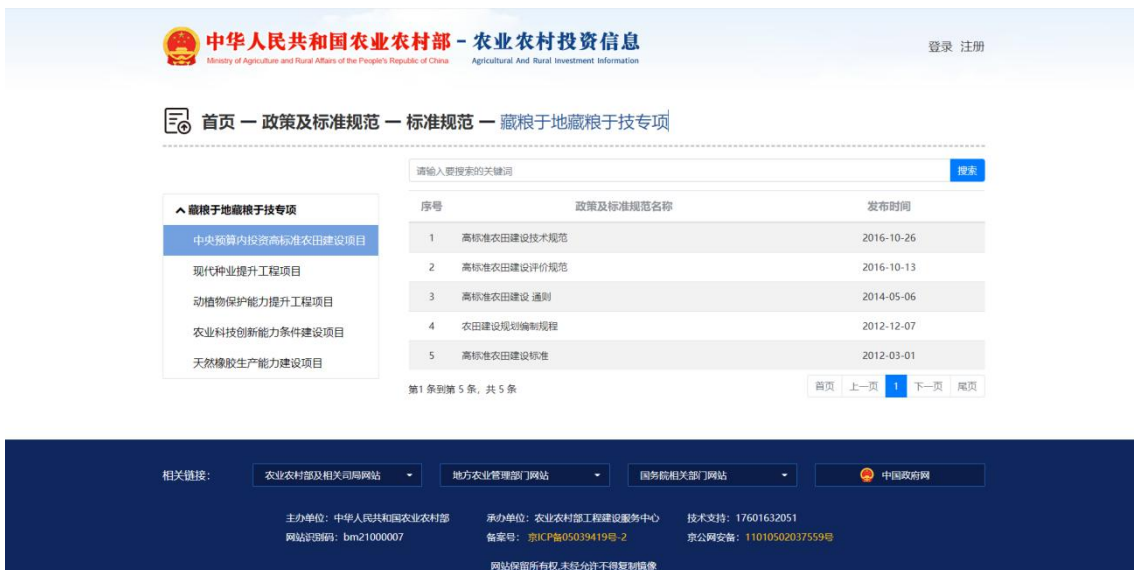 中华人民共和国农业农村部 - 农业农村投资信息
Ministry of Agriculture and Rural Affairs of the People's Republic of China Agricultural And Rural Investment Information
登录 注册
首页 一 政策及标准规范 一 标准规范 一 藏粮于地藏粮于技专项
请输入要搜索的关键词 搜索
藏粮于地藏粮于技专项
中央预算内投资高标准农田建设项目
现代种业提升工程项目
动植物保护能力提升工程项目
农业科技创新能力条件建设项目
天然橡胶生产能力建设项目
序号 政策及标准规范名称 发布时间
1 高标准农田建设技术规范 2016-10-26
2 高标准农田建设评价规范 2016-10-13
3 高标准农田建设 通则 2014-05-06
4 农田建设规划编制规程 2012-12-07
5 高标准农田建设标准 2012-03-01
第1 条到第 5 条, 共 5 条
首页 上一页 1 下一页 尾页
相关链接: 农业农村部及相关司局网站 地方农业管理部门网站 国务院相关部门网站 中国政府网
主办单位: 中华人民共和国农业农村部 承办单位: 农业农村部工程建设服务中心 技术支持: 17601632051
网站识别码: bm21000007 备案号: 京ICP备05039419号-2 京公网安备: 11010502037559号
网站保留所有权,未经允许不得复制镜像